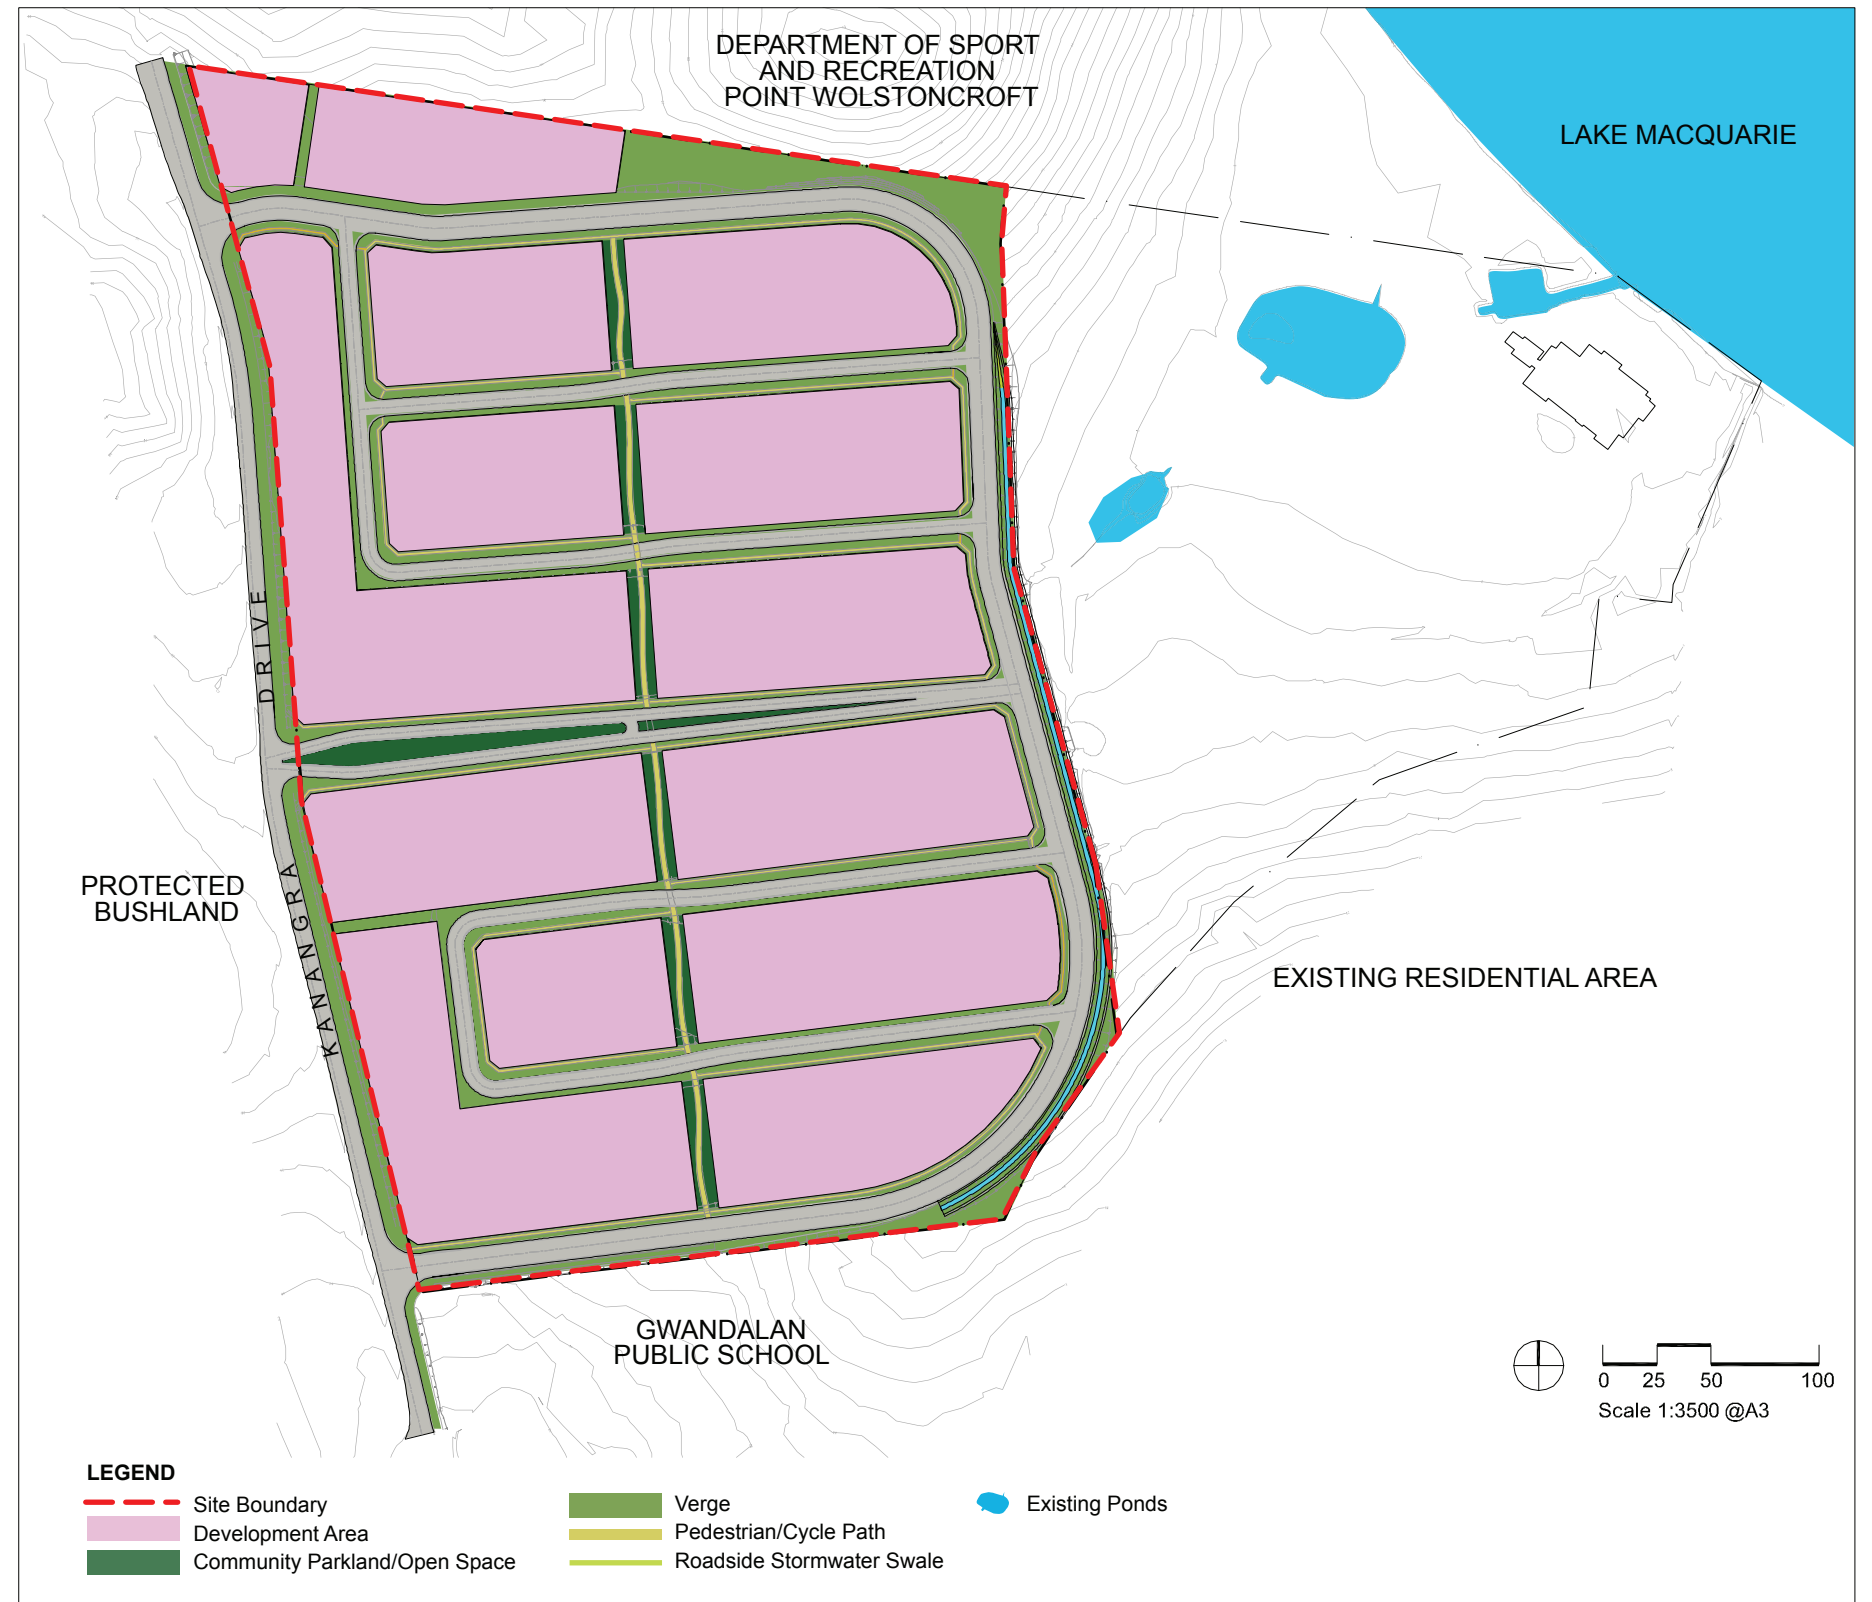 DEPARTMENT OF SPORT
AND RECREATION
POINT WOLSTONCROFT
LAKE MACQUARIE
KANANGRA DRIVE
PROTECTED
BUSHLAND
EXISTING RESIDENTIAL AREA
GWANDALAN
PUBLIC SCHOOL
0 25 50 100
Scale 1:3500 @A3
LEGEND
Site Boundary
Development Area
Community Parkland/Open Space
Verge
Pedestrian/Cycle Path
Roadside Stormwater Swale
Existing Ponds